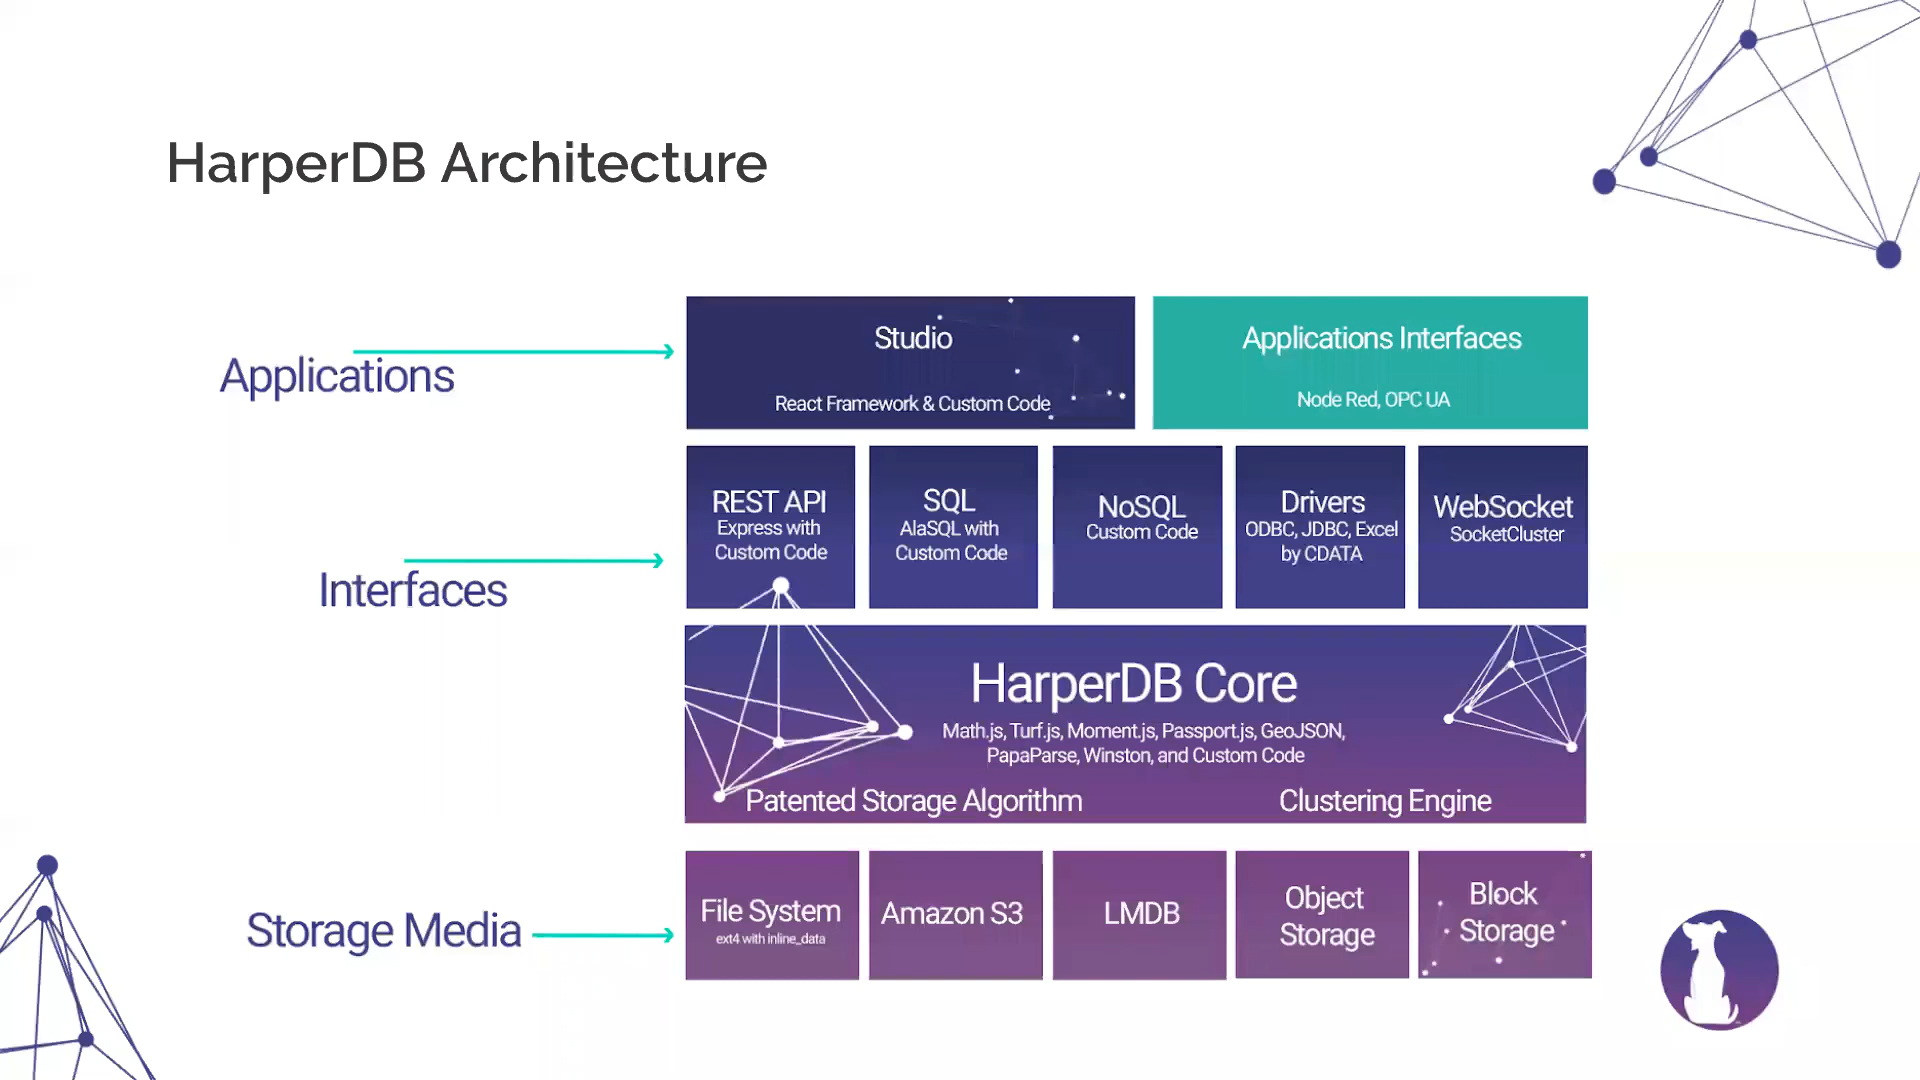 HarperDB Architecture
Applications
Studio
React Framework & Custom Code
Applications Interfaces
Node Red, OPC UA
Interfaces
REST API
Express with
Custom Code
SQL
AlaSQL with
Custom Code
NoSQL
Custom Code
Drivers
ODBC, JDBC, Excel
by CDATA
WebSocket
SocketCluster
HarperDB Core
Math.js, Turf.js, Moment.js, Passport.js, GeoJSON,
PapaParse, Winston, and Custom Code
Patented Storage Algorithm
Clustering Engine
Storage Media
File System
ext4 with inline_data
Amazon S3
LMDB
Object
Storage
Block
Storage